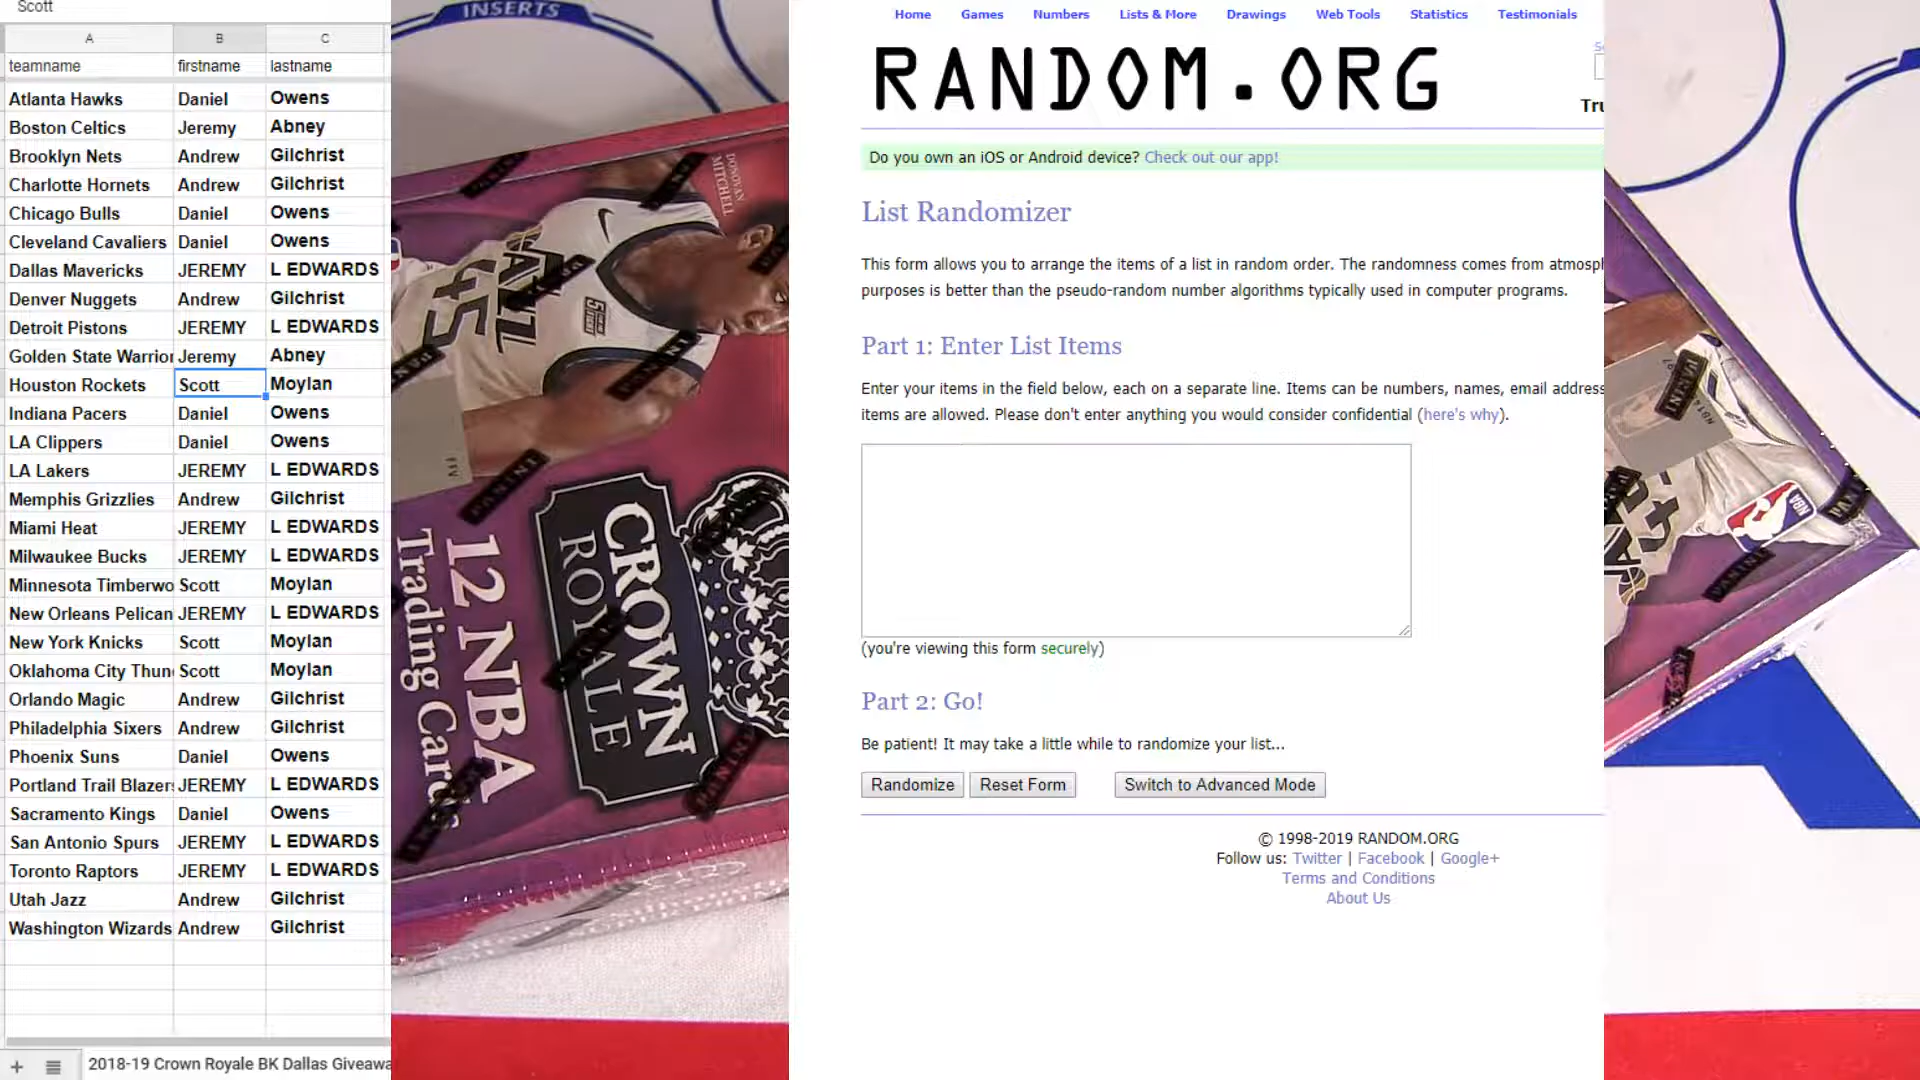 Scott
A B C
teamname firstname lastname
Atlanta Hawks Daniel Owens
Boston Celtics Jeremy Abney
Brooklyn Nets Andrew Gilchrist
Charlotte Hornets Andrew Gilchrist
Chicago Bulls Daniel Owens
Cleveland Cavaliers Daniel Owens
Dallas Mavericks JEREMY L EDWARDS
Denver Nuggets Andrew Gilchrist
Detroit Pistons JEREMY L EDWARDS
Golden State Warrior Jeremy Abney
Houston Rockets Scott Moylan
Indiana Pacers Daniel Owens
LA Clippers Daniel Owens
LA Lakers JEREMY L EDWARDS
Memphis Grizzlies Andrew Gilchrist
Miami Heat JEREMY L EDWARDS
Milwaukee Bucks JEREMY L EDWARDS
Minnesota Timberwo Scott Moylan
New Orleans Pelican JEREMY L EDWARDS
New York Knicks Scott Moylan
Oklahoma City Thun Scott Moylan
Orlando Magic Andrew Gilchrist
Philadelphia Sixers Andrew Gilchrist
Phoenix Suns Daniel Owens
Portland Trail Blazers JEREMY L EDWARDS
Sacramento Kings Daniel Owens
San Antonio Spurs JEREMY L EDWARDS
Toronto Raptors JEREMY L EDWARDS
Utah Jazz Andrew Gilchrist
Washington Wizards Andrew Gilchrist
2018-19 Crown Royale BK Dallas Giveawa
INSERTS
DONOVAN
MITCHELL
45
PANINI
CROWN
ROYALE
12 NBA
Trading Cards
Home Games Numbers Lists & More Drawings Web Tools Statistics Testimonials
RANDOM.ORG
Tru
Do you own an iOS or Android device? Check out our app!
List Randomizer
This form allows you to arrange the items of a list in random order. The randomness comes from atmosph
purposes is better than the pseudo-random number algorithms typically used in computer programs.
Part 1: Enter List Items
Enter your items in the field below, each on a separate line. Items can be numbers, names, email address
items are allowed. Please don't enter anything you would consider confidential (here's why).
(you're viewing this form securely)
Part 2: Go!
Be patient! It may take a little while to randomize your list...
Randomize Reset Form Switch to Advanced Mode
© 1998-2019 RANDOM.ORG
Follow us: Twitter | Facebook | Google+
Terms and Conditions
About Us
NBA
PANINI